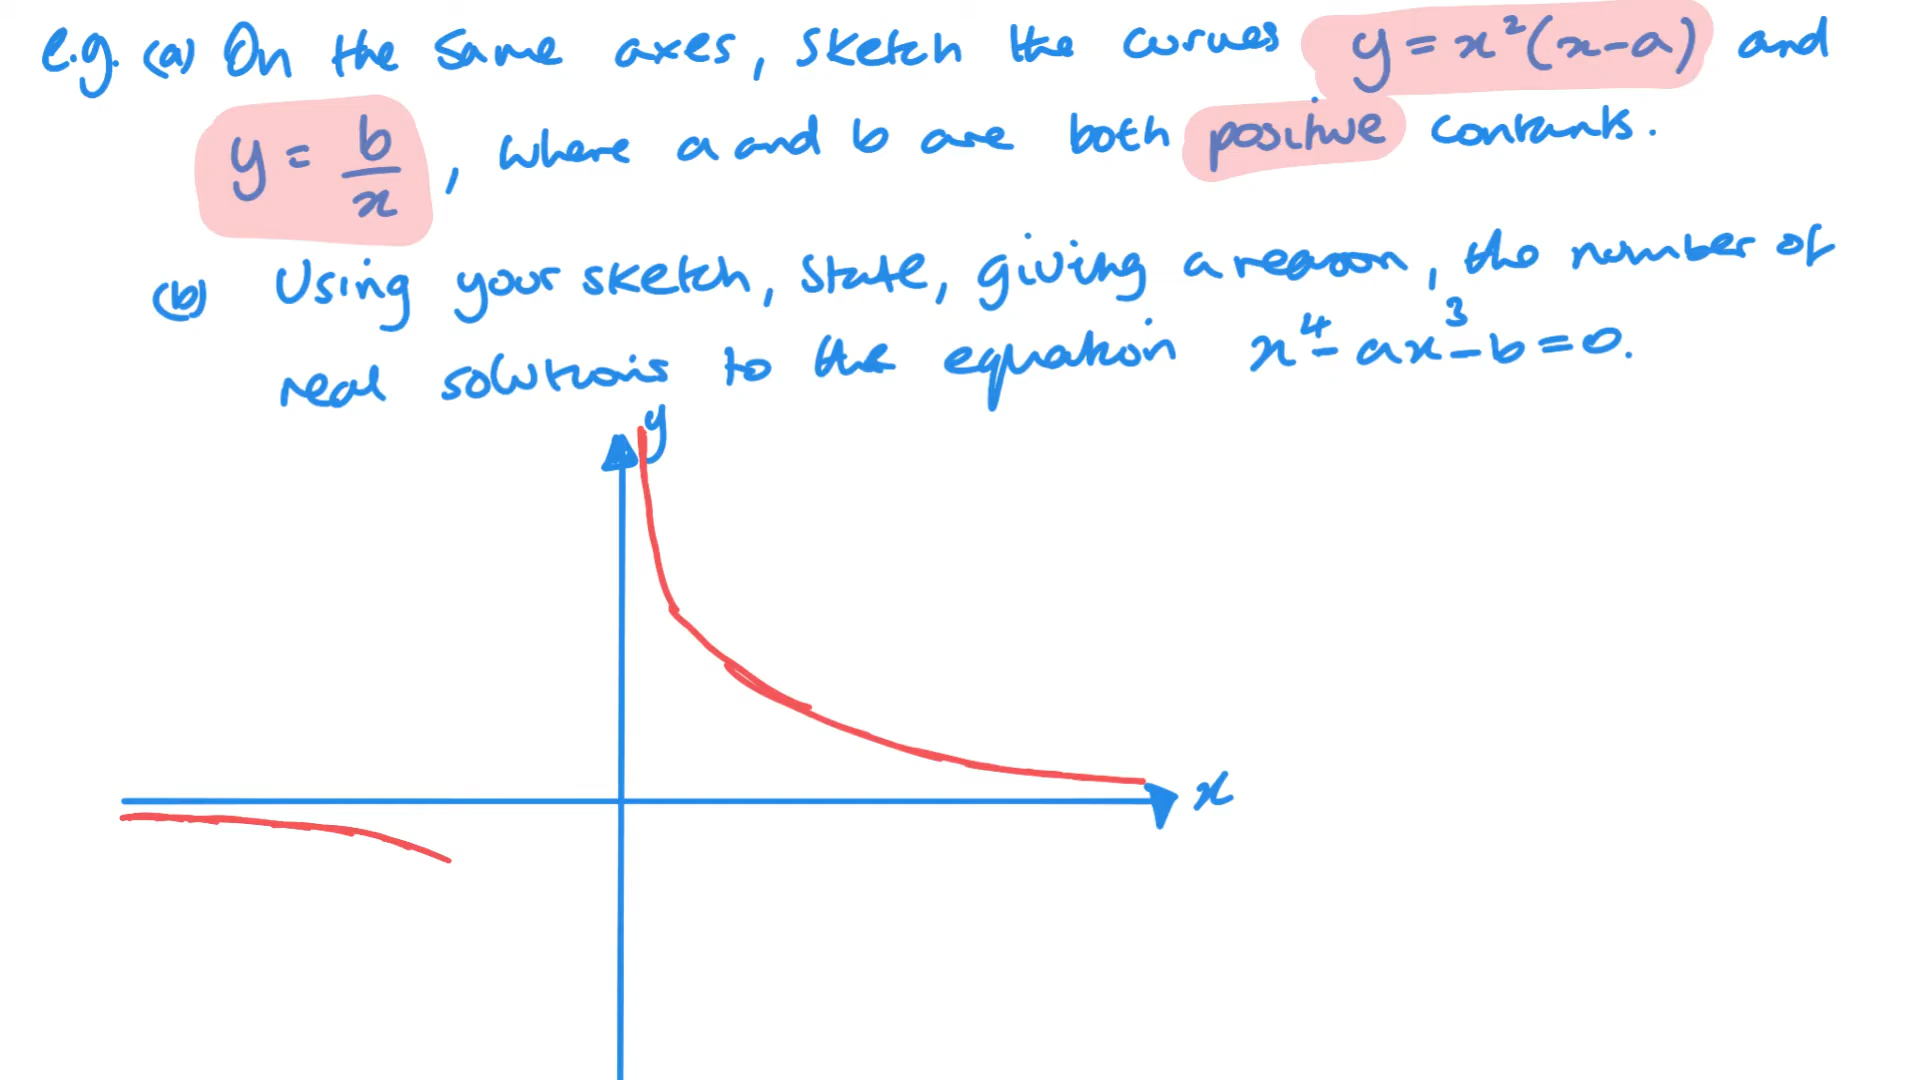 e.g. (a) On the same axes, sketch the curves y = x²(x-a) and
y = b/x, where a and b are both positive contants.
(b) Using your sketch, state, giving a reason, the number of
real solutions to the equation x⁴ - ax³ - b = 0.
y
x